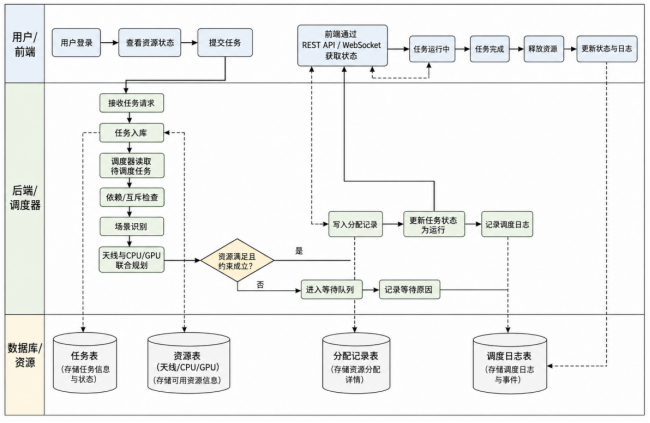 用户/
前端
用户登录
查看资源状态
提交任务
前端通过
REST API / WebSocket
获取状态
任务运行中
任务完成
释放资源
更新状态与日志
后端/
调度器
接收任务请求
任务入库
调度器读取
待调度任务
依赖/互斥检查
场景识别
天线与CPU/GPU
联合规划
资源满足且
约束成立?
是
否
写入分配记录
更新任务状态
为运行
记录调度日志
进入等待队列
记录等待原因
数据库/
资源
任务表
(存储任务信息
与状态)
资源表
(天线/CPU/GPU)
(存储可用资源信息)
分配记录表
(存储资源分配
详情)
调度日志表
(存储调度日志
与事件)